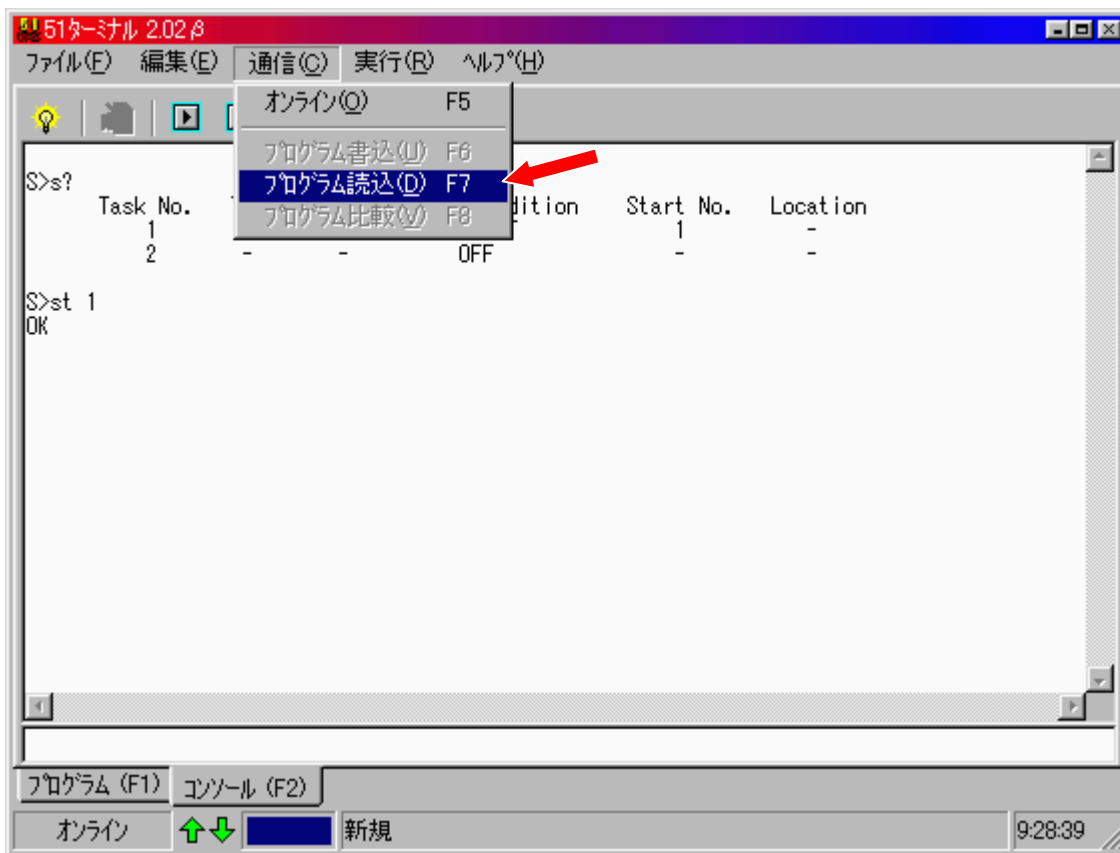 51ターミナル 2.02β
ファイル(F) 編集(E) 通信(C) 実行(R) ヘルプ(H)
オンライン(O) F5
プログラム書込(U) F6
プログラム読込(D) F7
プログラム比較(V) F8
S>s?
Task No. dition Start No. Location
1 1 -
2 - - OFF - -
S>st 1
OK
プログラム (F1) コンソール (F2)
オンライン 新規 9:28:39